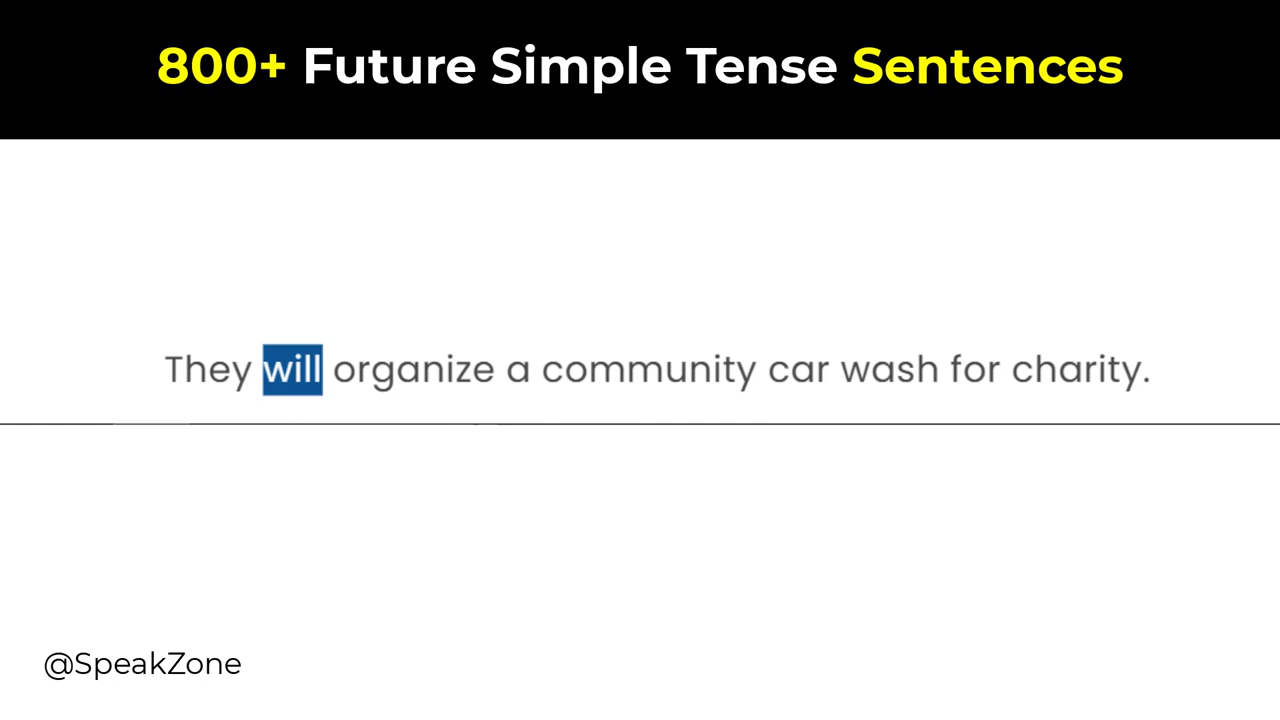 800+ Future Simple Tense Sentences
They will organize a community car wash for charity.
@SpeakZone